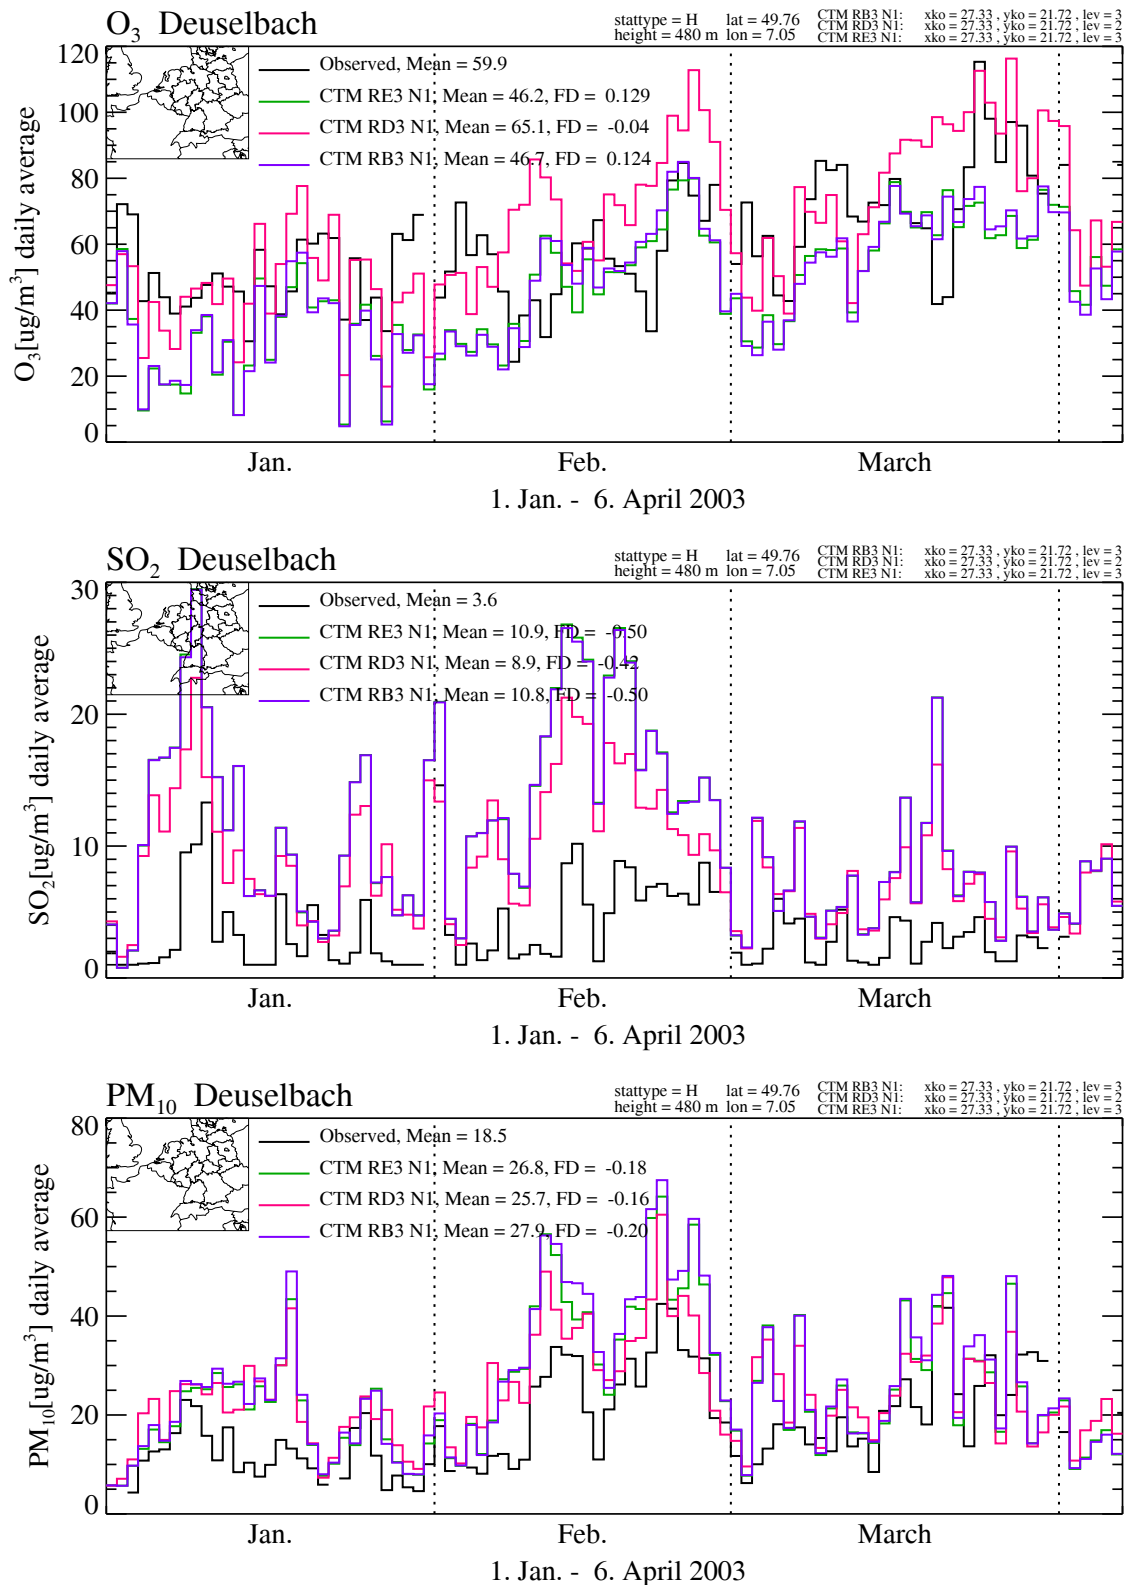 O3 Deuselbach
stattype = H lat = 49.76
height = 480 m lon = 7.05
CTM RB3 N1: xko = 27.33 , yko = 21.72 , lev = 3
CTM RD3 N1: xko = 27.33 , yko = 21.72 , lev = 2
CTM RE3 N1: xko = 27.33 , yko = 21.72 , lev = 3
Observed, Mean = 59.9
CTM RE3 N1, Mean = 46.2, FD = 0.129
CTM RD3 N1, Mean = 65.1, FD = -0.04
CTM RB3 N1, Mean = 46.7, FD = 0.124
O3[ug/m3] daily average
120
100
80
60
40
20
0
Jan. Feb. March
1. Jan. - 6. April 2003
SO2 Deuselbach
stattype = H lat = 49.76
height = 480 m lon = 7.05
CTM RB3 N1: xko = 27.33 , yko = 21.72 , lev = 3
CTM RD3 N1: xko = 27.33 , yko = 21.72 , lev = 2
CTM RE3 N1: xko = 27.33 , yko = 21.72 , lev = 3
Observed, Mean = 3.6
CTM RE3 N1, Mean = 10.9, FD = -0.50
CTM RD3 N1, Mean = 8.9, FD = -0.42
CTM RB3 N1, Mean = 10.8, FD = -0.50
SO2[ug/m3] daily average
30
20
10
0
Jan. Feb. March
1. Jan. - 6. April 2003
PM10 Deuselbach
stattype = H lat = 49.76
height = 480 m lon = 7.05
CTM RB3 N1: xko = 27.33 , yko = 21.72 , lev = 3
CTM RD3 N1: xko = 27.33 , yko = 21.72 , lev = 2
CTM RE3 N1: xko = 27.33 , yko = 21.72 , lev = 3
Observed, Mean = 18.5
CTM RE3 N1, Mean = 26.8, FD = -0.18
CTM RD3 N1, Mean = 25.7, FD = -0.16
CTM RB3 N1, Mean = 27.9, FD = -0.20
PM10[ug/m3] daily average
80
60
40
20
0
Jan. Feb. March
1. Jan. - 6. April 2003